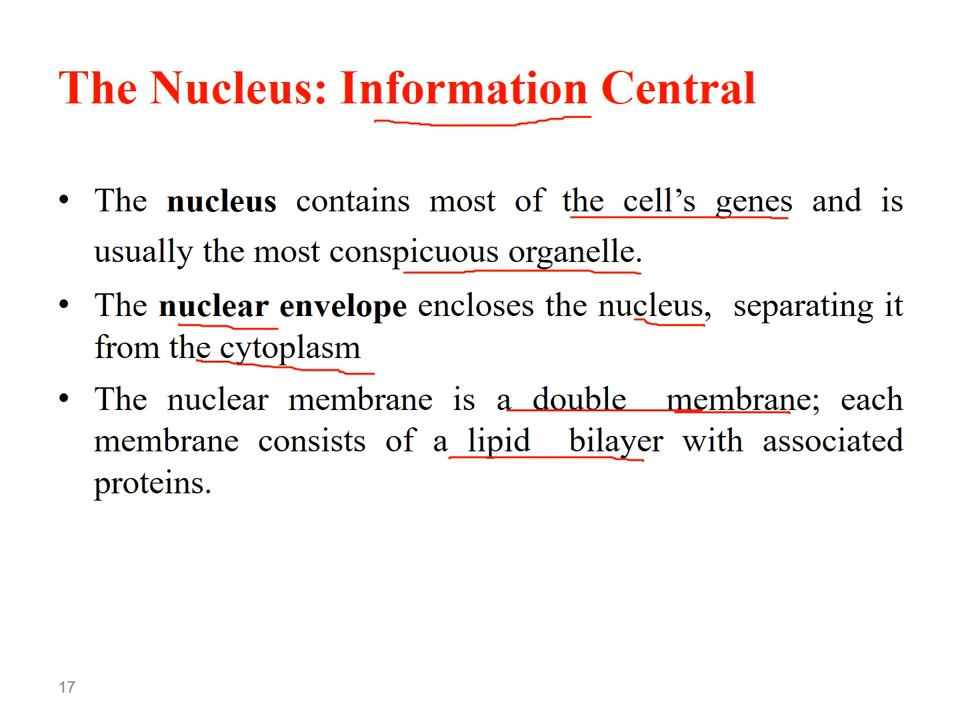 The Nucleus: Information Central
• The nucleus contains most of the cell’s genes and is
usually the most conspicuous organelle.
• The nuclear envelope encloses the nucleus, separating it
from the cytoplasm
• The nuclear membrane is a double membrane; each
membrane consists of a lipid bilayer with associated
proteins.
17